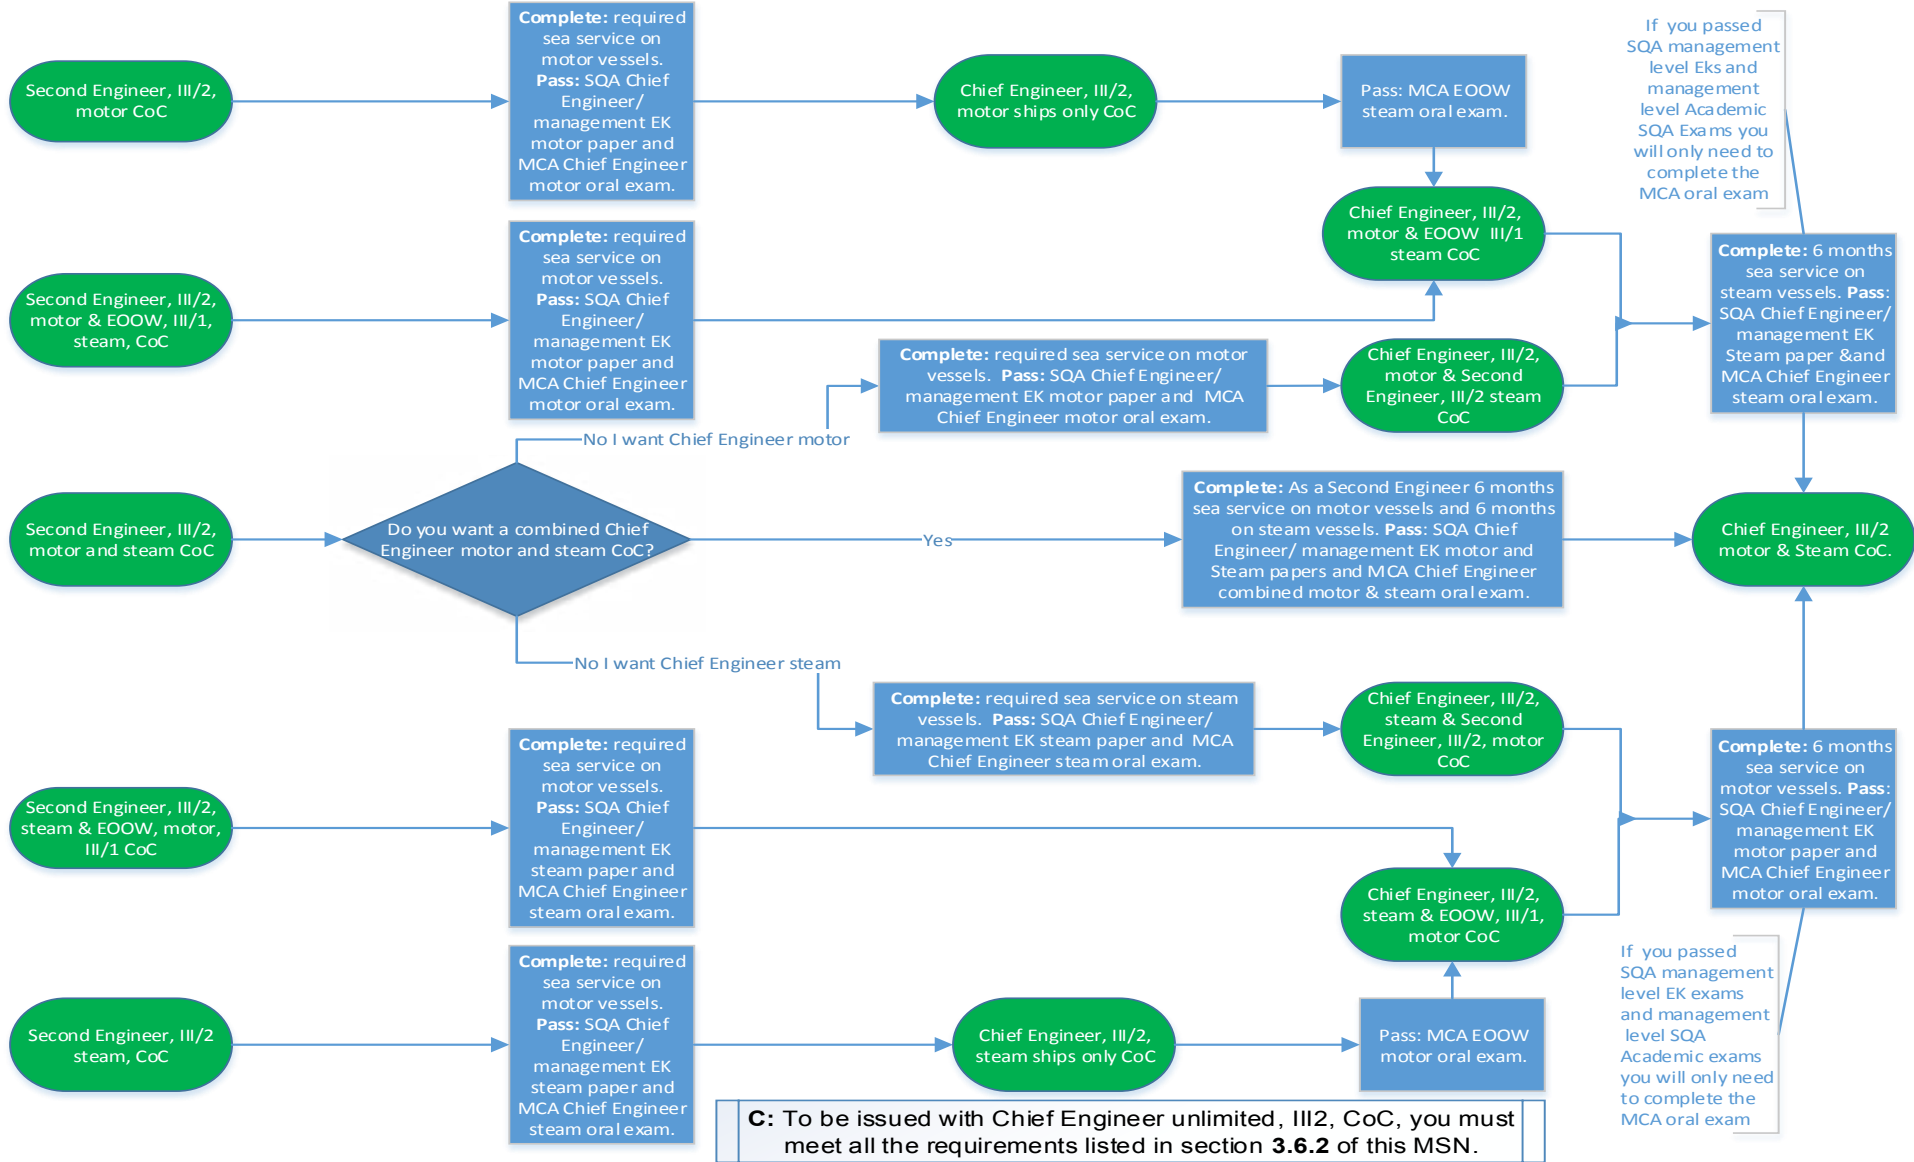 Second Engineer, III/2,
motor CoC
Complete: required
sea service on
motor vessels.
Pass: SQA Chief
Engineer/
management EK
motor paper and
MCA Chief Engineer
motor oral exam.
Chief Engineer, III/2,
motor ships only CoC
Pass: MCA EOOW
steam oral exam.
If you passed
SQA management
level Eks and
management
level Academic
SQA Exams you
will only need to
complete the
MCA oral exam
Second Engineer, III/2,
motor & EOOW, III/1,
steam, CoC
Complete: required
sea service on
motor vessels.
Pass: SQA Chief
Engineer/
management EK
motor paper and
MCA Chief Engineer
motor oral exam.
Chief Engineer, III/2,
motor & EOOW III/1
steam CoC
Complete: 6 months
sea service on
steam vessels. Pass:
SQA Chief Engineer/
management EK
Steam paper &and
MCA Chief Engineer
steam oral exam.
No I want Chief Engineer motor
Complete: required sea service on motor
vessels. Pass: SQA Chief Engineer/
management EK motor paper and MCA
Chief Engineer motor oral exam.
Chief Engineer, III/2,
motor & Second
Engineer, III/2 steam
CoC
Second Engineer, III/2,
motor and steam CoC
Do you want a combined Chief
Engineer motor and steam CoC?
Yes
Complete: As a Second Engineer 6 months
sea service on motor vessels and 6 months
on steam vessels. Pass: SQA Chief
Engineer/ management EK motor and
Steam papers and MCA Chief Engineer
combined motor & steam oral exam.
Chief Engineer, III/2
motor & Steam CoC.
No I want Chief Engineer steam
Complete: required sea service on steam
vessels. Pass: SQA Chief Engineer/
management EK steam paper and MCA
Chief Engineer steam oral exam.
Chief Engineer, III/2,
steam & Second
Engineer, III/2, motor
CoC
Second Engineer, III/2,
steam & EOOW, motor,
III/1 CoC
Complete: required
sea service on
motor vessels.
Pass: SQA Chief
Engineer/
management EK
steam paper and
MCA Chief Engineer
steam oral exam.
Complete: 6 months
sea service on
motor vessels. Pass:
SQA Chief Engineer/
management EK
motor paper and
MCA Chief Engineer
motor oral exam.
Chief Engineer, III/2,
steam & EOOW, III/1,
motor CoC
Second Engineer, III/2
steam, CoC
Complete: required
sea service on
motor vessels.
Pass: SQA Chief
Engineer/
management EK
steam paper and
MCA Chief Engineer
steam oral exam.
Chief Engineer, III/2,
steam ships only CoC
Pass: MCA EOOW
motor oral exam.
If you passed
SQA management
level EK exams
and management
level SQA
Academic exams
you will only need
to complete the
MCA oral exam
C: To be issued with Chief Engineer unlimited, III2, CoC, you must
meet all the requirements listed in section 3.6.2 of this MSN.